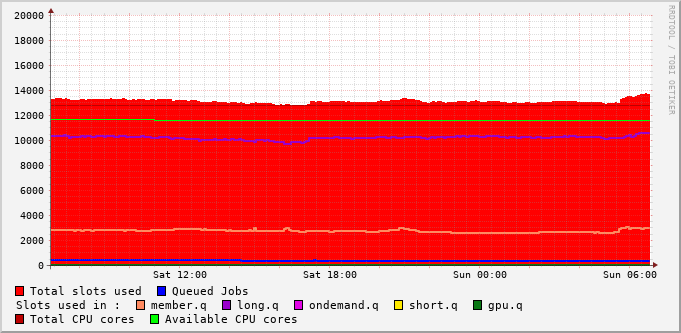 RRDTOOL / TOBI OETIKER
20000
18000
16000
14000
12000
10000
8000
6000
4000
2000
0
Sat 12:00 Sat 18:00 Sun 00:00 Sun 06:00
Total slots used Queued Jobs
Slots used in : member.q long.q ondemand.q short.q gpu.q
Total CPU cores Available CPU cores